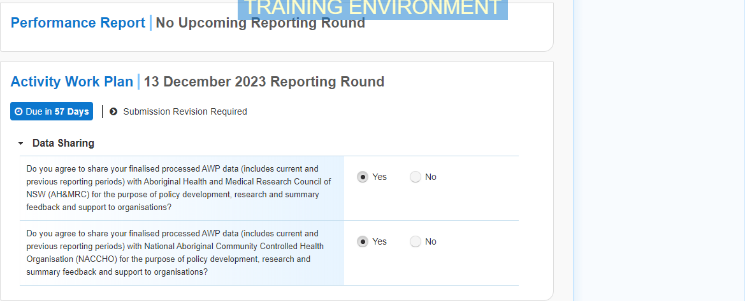 TRAINING ENVIRONMENT
Performance Report | No Upcoming Reporting Round
Activity Work Plan | 13 December 2023 Reporting Round
Due in 57 Days | Submission Revision Required
Data Sharing
Do you agree to share your finalised processed AWP data (includes current and
previous reporting periods) with Aboriginal Health and Medical Research Council of
NSW (AH&MRC) for the purpose of policy development, research and summary
feedback and support to organisations?
Yes No
Do you agree to share your finalised processed AWP data (includes current and
previous reporting periods) with National Aboriginal Community Controlled Health
Organisation (NACCHO) for the purpose of policy development, research and
summary feedback and support to organisations?
Yes No